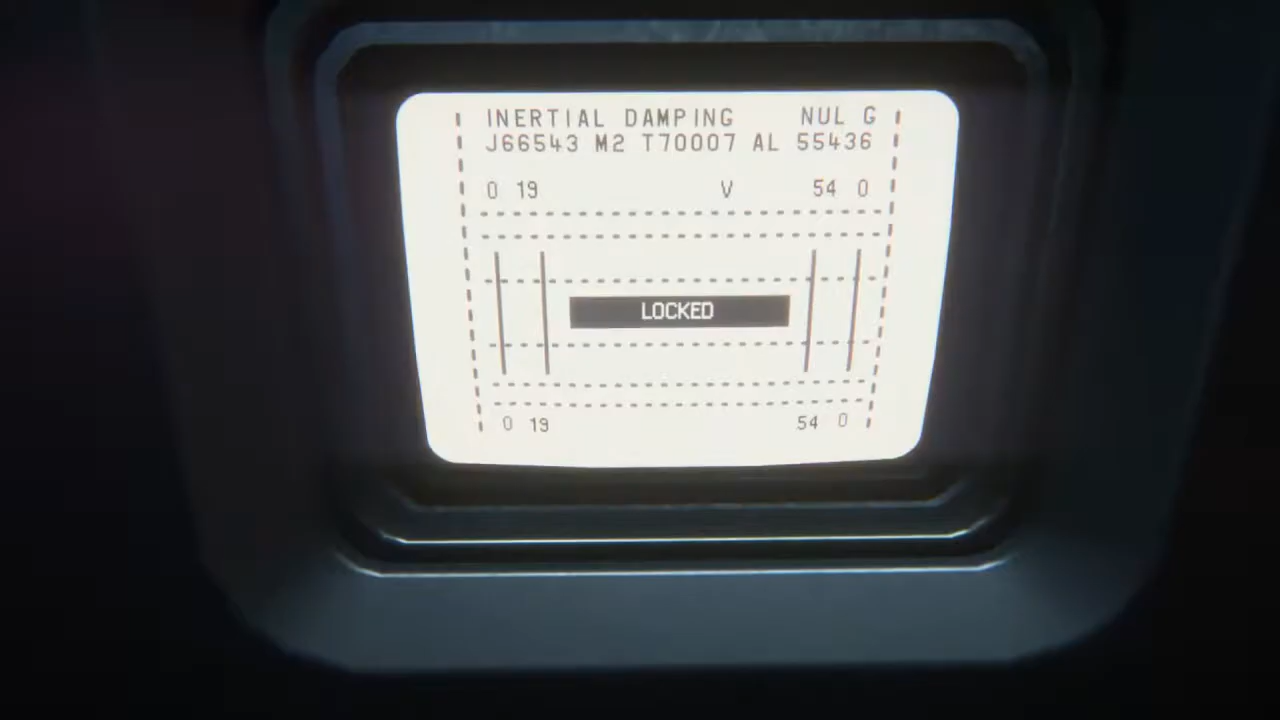 INERTIAL DAMPING NUL G
J66543 M2 T70007 AL 55436
0 19 V 54 0
LOCKED
0 19 54 0